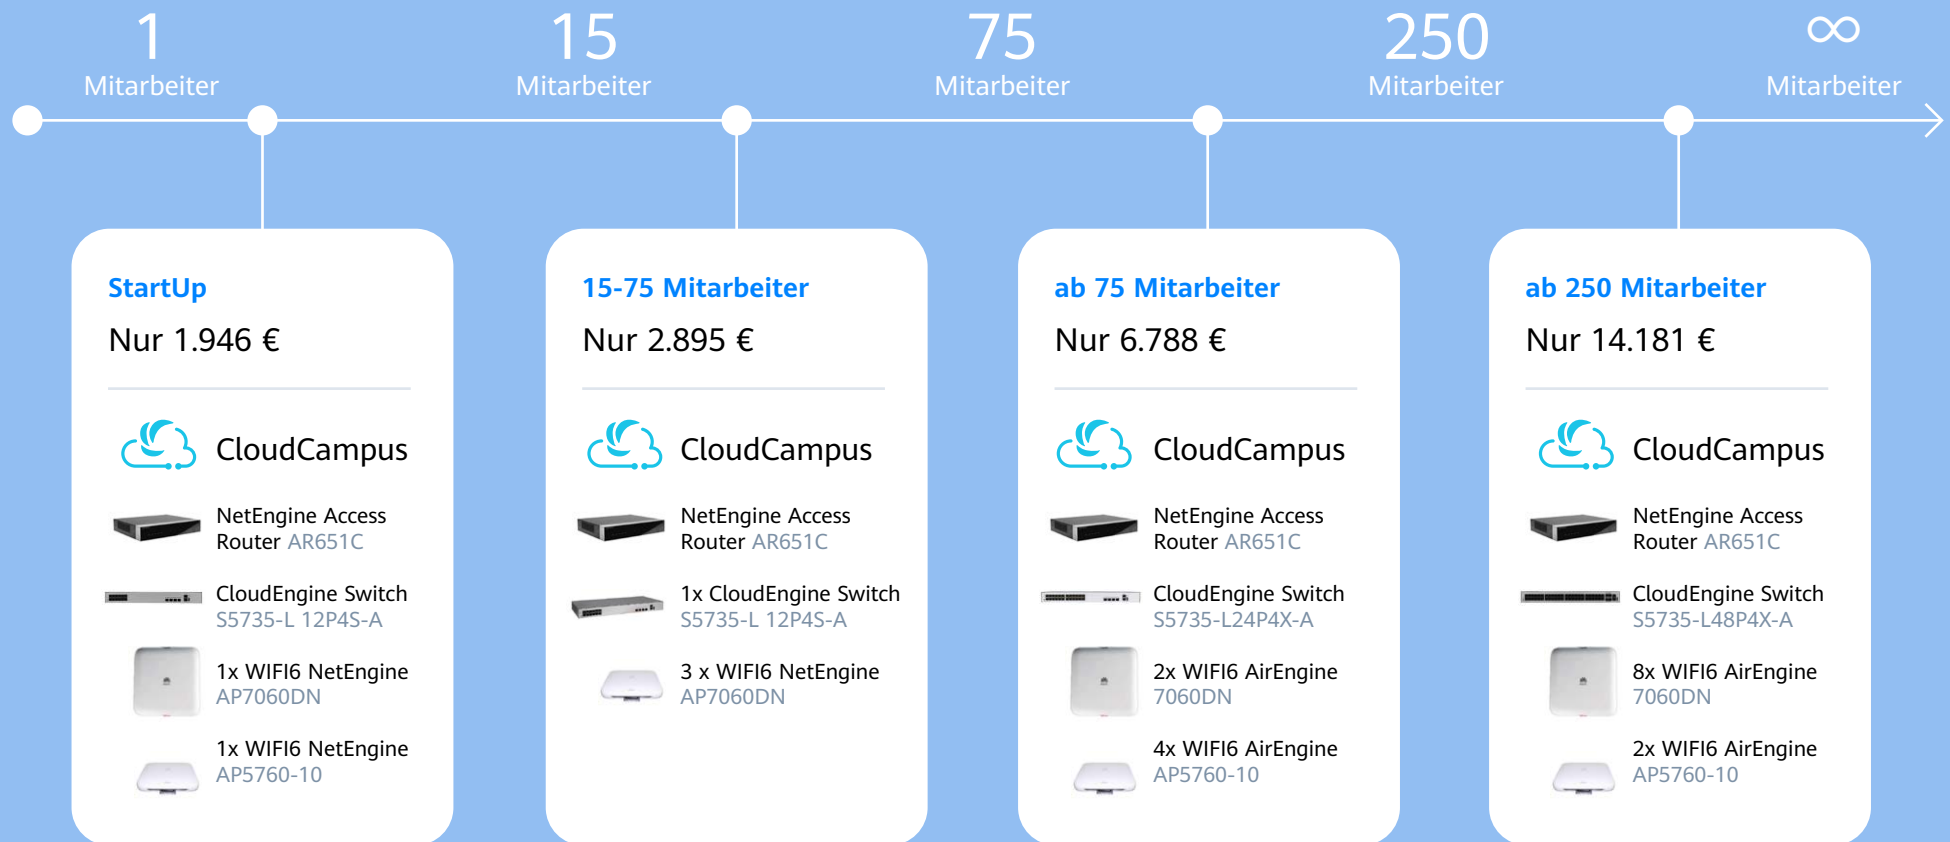 1
Mitarbeiter
15
Mitarbeiter
75
Mitarbeiter
250
Mitarbeiter
∞
Mitarbeiter
StartUp
Nur 1.946 €
CloudCampus
NetEngine Access
Router AR651C
CloudEngine Switch
S5735-L 12P4S-A
1x WIFI6 NetEngine
AP7060DN
1x WIFI6 NetEngine
AP5760-10
15-75 Mitarbeiter
Nur 2.895 €
CloudCampus
NetEngine Access
Router AR651C
1x CloudEngine Switch
S5735-L 12P4S-A
3 x WIFI6 NetEngine
AP7060DN
ab 75 Mitarbeiter
Nur 6.788 €
CloudCampus
NetEngine Access
Router AR651C
CloudEngine Switch
S5735-L24P4X-A
2x WIFI6 AirEngine
7060DN
4x WIFI6 AirEngine
AP5760-10
ab 250 Mitarbeiter
Nur 14.181 €
CloudCampus
NetEngine Access
Router AR651C
CloudEngine Switch
S5735-L48P4X-A
8x WIFI6 AirEngine
7060DN
2x WIFI6 AirEngine
AP5760-10